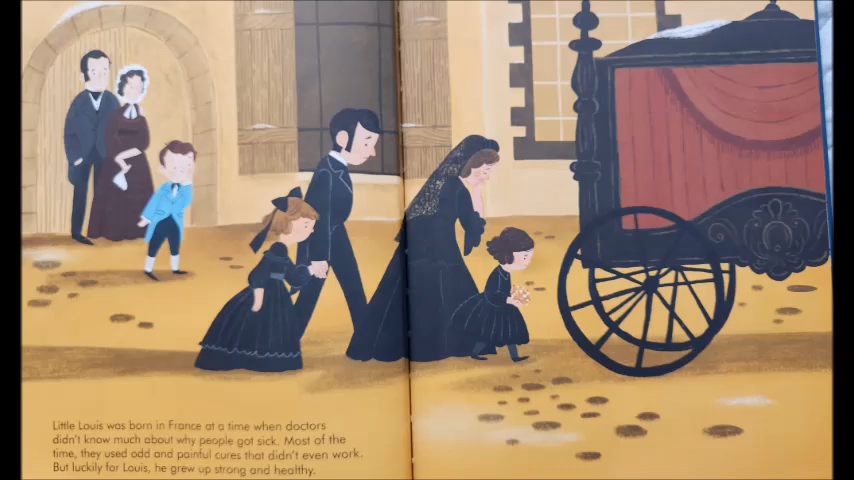 Little Louis was born in France at a time when doctors
didn't know much about why people got sick. Most of the
time, they used odd and painful cures that didn't even work.
But luckily for Louis, he grew up strong and healthy.